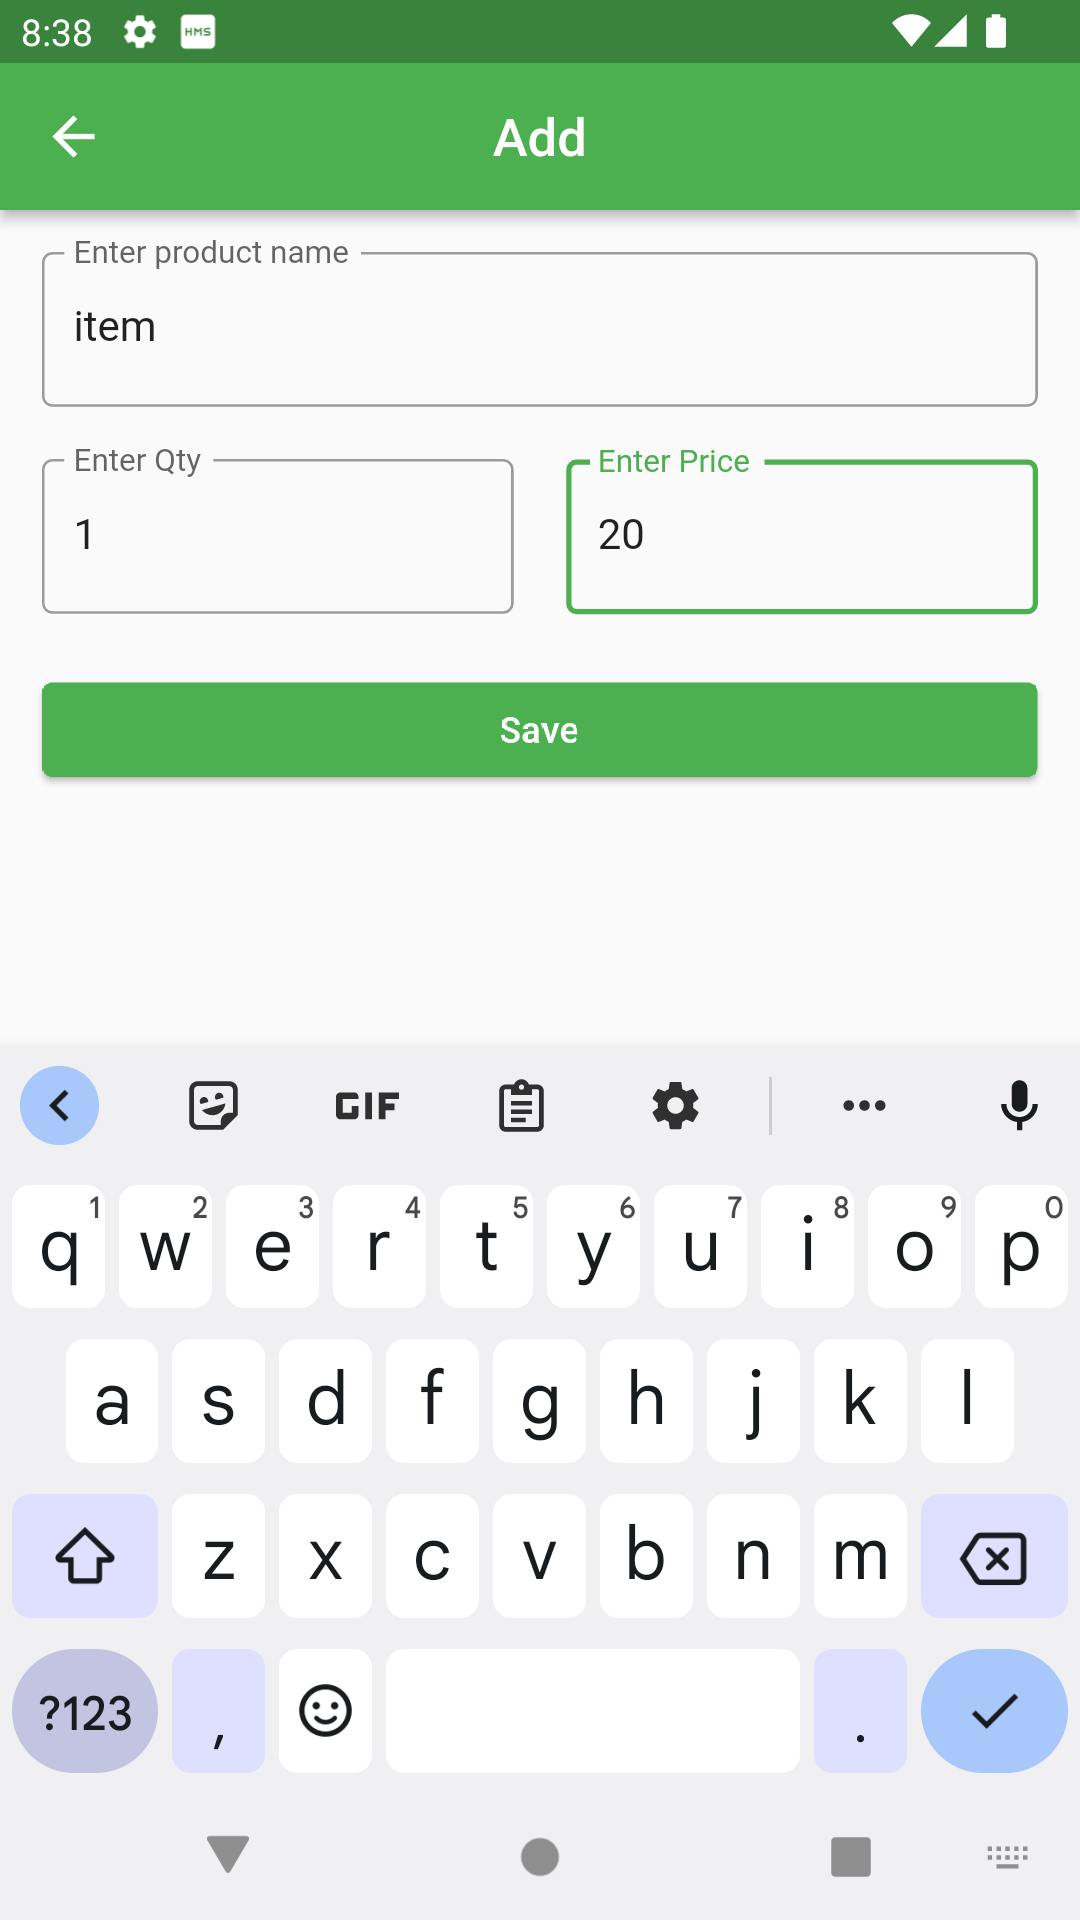 8:38 HMS
Add
Enter product name
item
Enter Qty Enter Price
1 20
Save
GIF
q 1 w 2 e 3 r 4 t 5 y 6 u 7 i 8 o 9 p 0
a s d f g h j k l
z x c v b n m
?123 , .